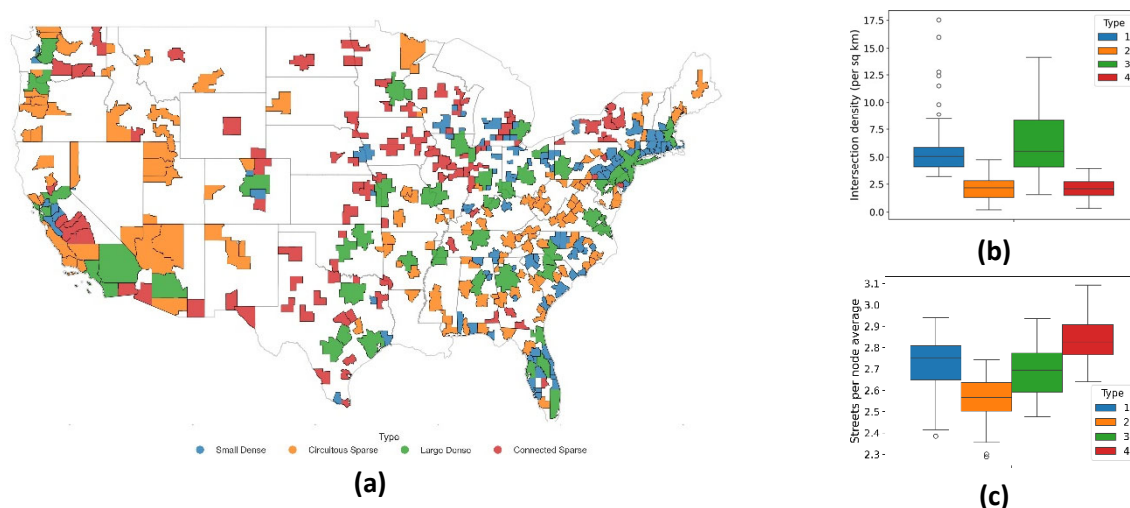 Type
Small Dense
Circuitous Sparse
Large Dense
Connected Sparse
(a)
Intersection density (per sq km)
17.5
15.0
12.5
10.0
7.5
5.0
2.5
0.0
Type
1
2
3
4
(b)
Streets per node average
3.1
3.0
2.9
2.8
2.7
2.6
2.5
2.4
2.3
Type
1
2
3
4
(c)